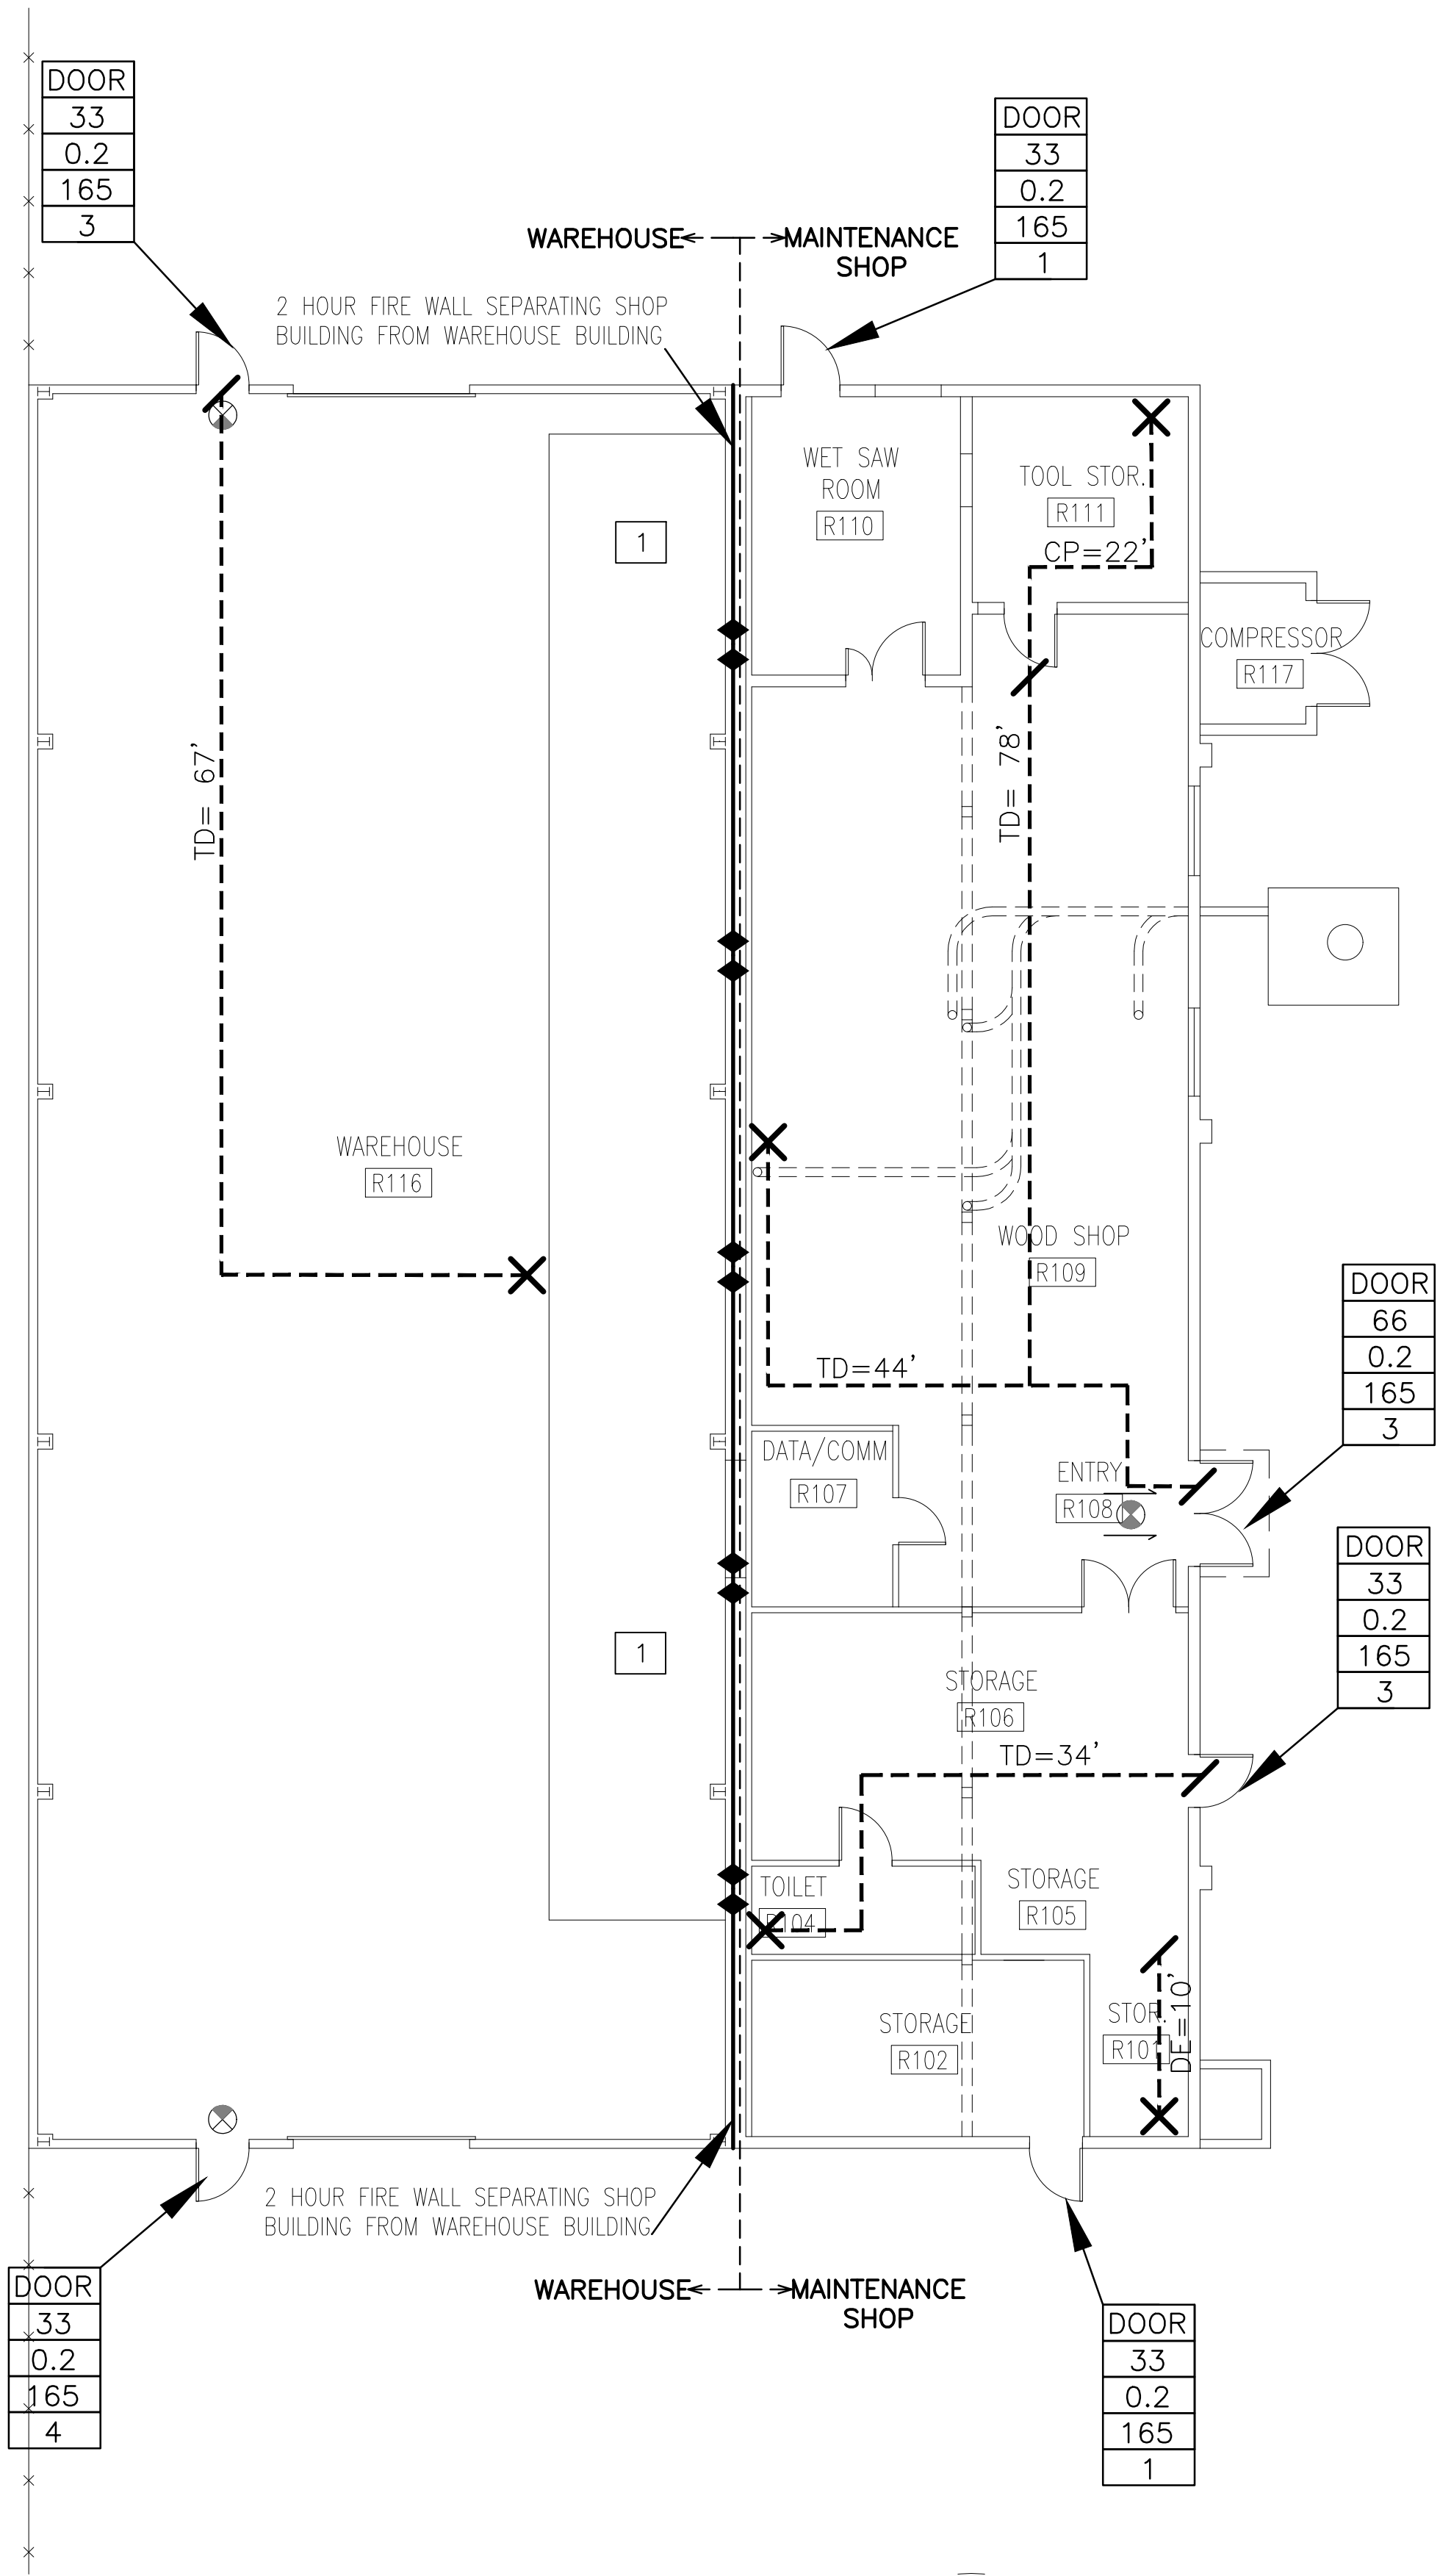 DOOR
33
0.2
165
3
DOOR
33
0.2
165
1
WAREHOUSE
MAINTENANCE
SHOP
2 HOUR FIRE WALL SEPARATING SHOP
BUILDING FROM WAREHOUSE BUILDING
WET SAW
ROOM
R110
TOOL STOR.
R111
1
CP=22'
COMPRESSOR
R117
TD= 67'
TD= 78'
WAREHOUSE
R116
WOOD SHOP
R109
DOOR
66
0.2
165
3
TD=44'
DATA/COMM
R107
ENTRY
R108
DOOR
33
0.2
165
3
1
STORAGE
R106
TD=34'
TOILET
R104
STORAGE
R105
STORAGE
R102
STOR.
R101
DE=10'
2 HOUR FIRE WALL SEPARATING SHOP
BUILDING FROM WAREHOUSE BUILDING
WAREHOUSE
MAINTENANCE
SHOP
DOOR
33
0.2
165
4
DOOR
33
0.2
165
1